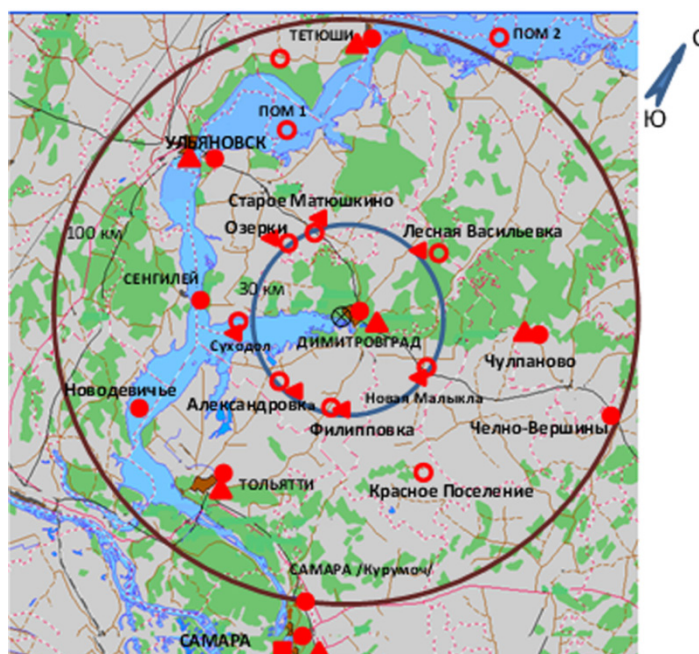 С
Ю
ТЕТЮШИ
ПОМ 2
ПОМ 1
УЛЬЯНОВСК
Старое Матюшкино
Озерки
Лесная Васильевка
100 км
СЕНГИЛЕЙ
30 км
Суходол
ДИМИТРОВГРАД
Чулпаново
Новодевичье
Александровка
Новая Малыкла
Филипповка
Челно-Вершины
ТОЛЬЯТТИ
Красное Поселение
САМАРА /Курумоч/
САМАРА